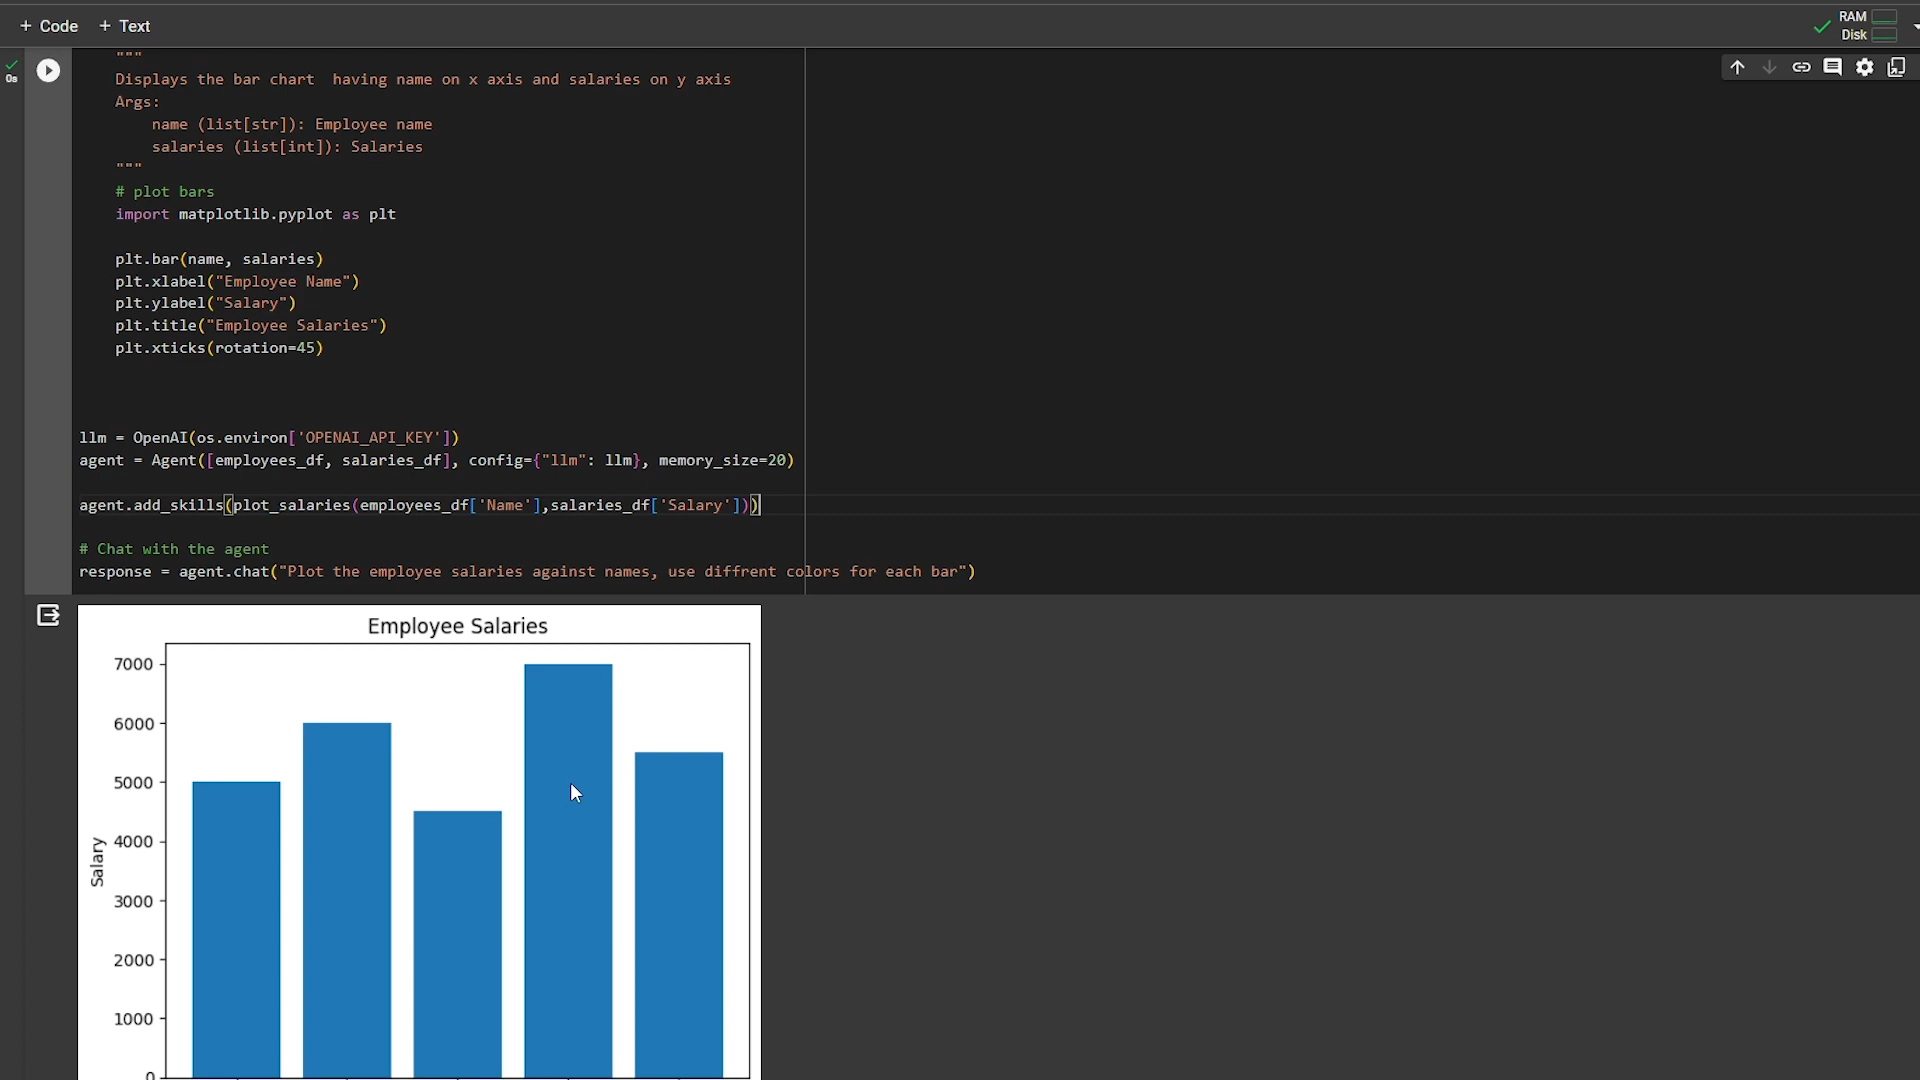 + Code + Text
RAM
Disk
0s
"""
Displays the bar chart  having name on x axis and salaries on y axis
Args:
name (list[str]): Employee name
salaries (list[int]): Salaries
"""
# plot bars
import matplotlib.pyplot as plt
plt.bar(name, salaries)
plt.xlabel("Employee Name")
plt.ylabel("Salary")
plt.title("Employee Salaries")
plt.xticks(rotation=45)
llm = OpenAI(os.environ['OPENAI_API_KEY'])
agent = Agent([employees_df, salaries_df], config={"llm": llm}, memory_size=20)
agent.add_skills(plot_salaries(employees_df['Name'],salaries_df['Salary']))
# Chat with the agent
response = agent.chat("Plot the employee salaries against names, use diffrent colors for each bar")
Employee Salaries
7000
6000
5000
4000
3000
2000
1000
0
Salary